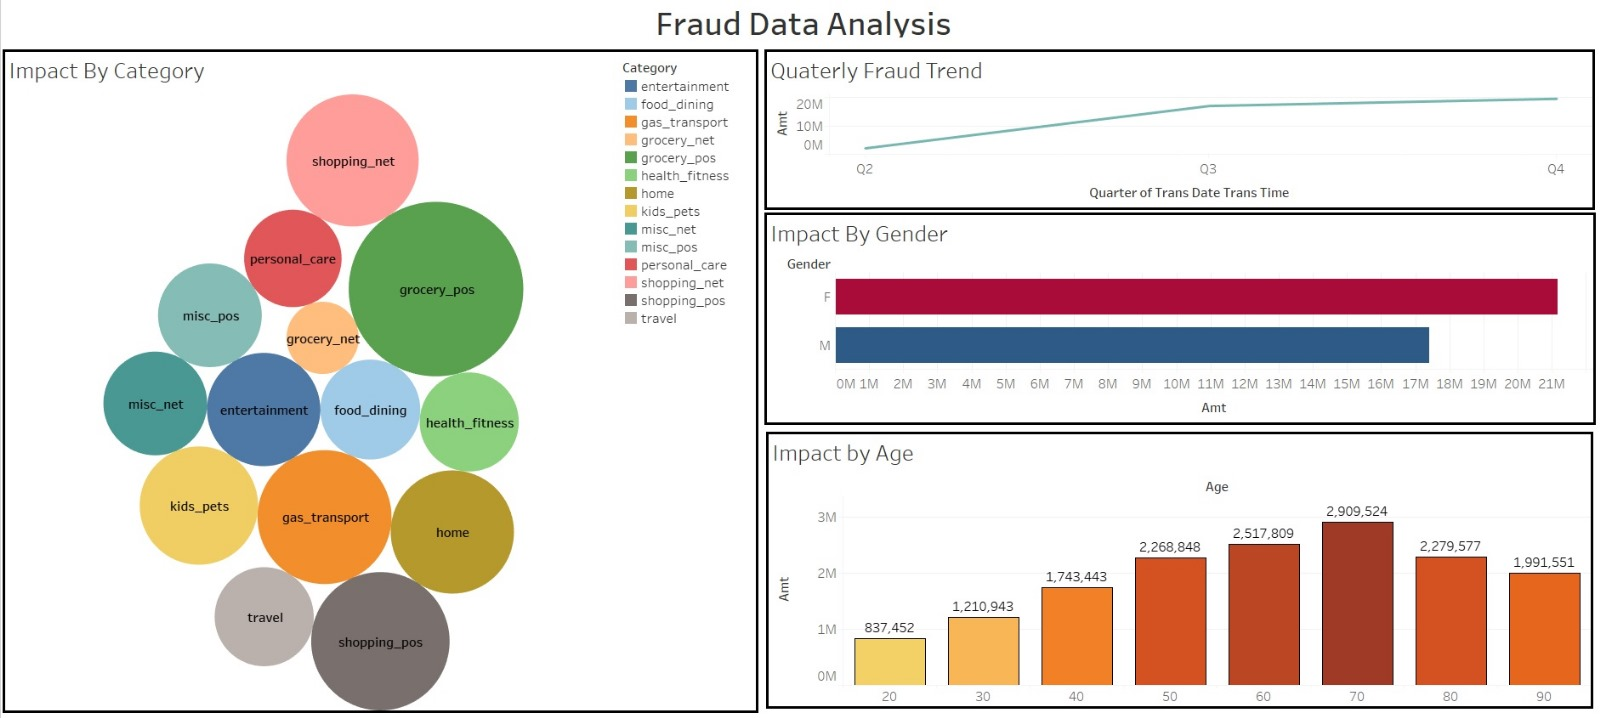 Fraud Data Analysis
Impact By Category
Category
entertainment
food_dining
gas_transport
grocery_net
grocery_pos
health_fitness
home
kids_pets
misc_net
misc_pos
personal_care
shopping_net
shopping_pos
travel
shopping_net
personal_care
grocery_pos
misc_pos
grocery_net
misc_net
entertainment
food_dining
health_fitness
kids_pets
gas_transport
home
travel
shopping_pos
Quaterly Fraud Trend
Amt
20M
10M
0M
Q2 Q3 Q4
Quarter of Trans Date Trans Time
Impact By Gender
Gender
F
M
0M 1M 2M 3M 4M 5M 6M 7M 8M 9M 10M 11M 12M 13M 14M 15M 16M 17M 18M 19M 20M 21M
Amt
Impact by Age
Age
Amt
3M
2M
1M
0M
837,452
1,210,943
1,743,443
2,268,848
2,517,809
2,909,524
2,279,577
1,991,551
20 30 40 50 60 70 80 90